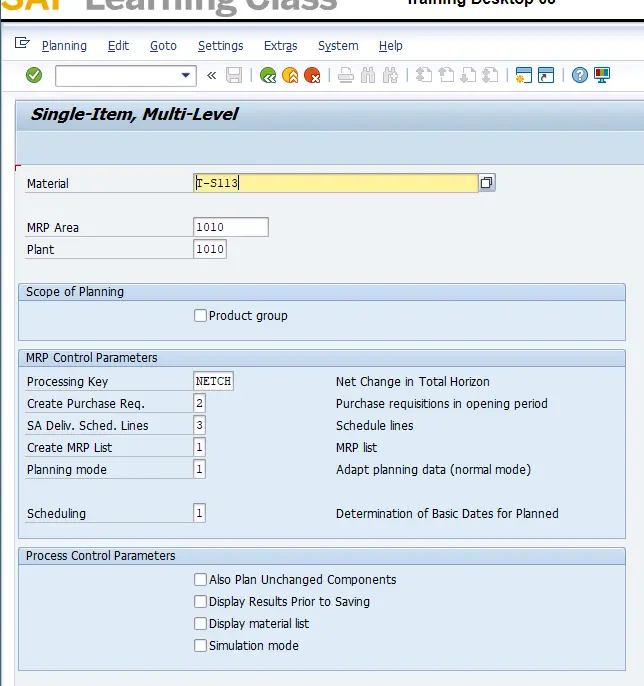 SAP Learning Class
Training Desktop 08
Planning Edit Goto Settings Extras System Help
Single-Item, Multi-Level
Material T-S113
MRP Area 1010
Plant 1010
Scope of Planning
Product group
MRP Control Parameters
Processing Key NETCH Net Change in Total Horizon
Create Purchase Req. 2 Purchase requisitions in opening period
SA Deliv. Sched. Lines 3 Schedule lines
Create MRP List 1 MRP list
Planning mode 1 Adapt planning data (normal mode)
Scheduling 1 Determination of Basic Dates for Planned
Process Control Parameters
Also Plan Unchanged Components
Display Results Prior to Saving
Display material list
Simulation mode